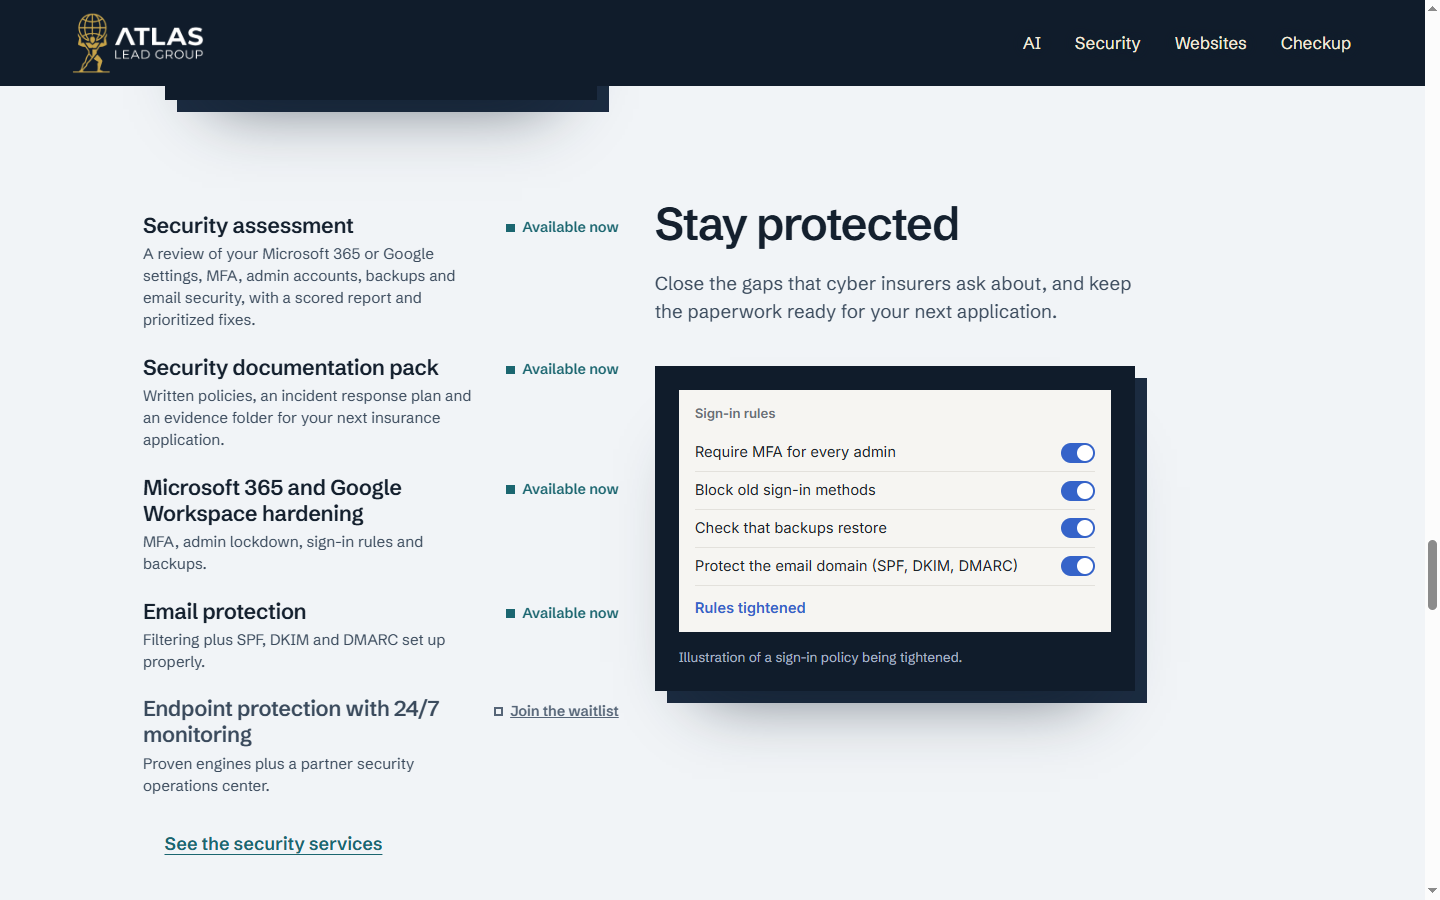 ATLAS
LEAD GROUP
AI
Security
Websites
Checkup
Security assessment
Available now
A review of your Microsoft 365 or Google
settings, MFA, admin accounts, backups and
email security, with a scored report and
prioritized fixes.
Security documentation pack
Available now
Written policies, an incident response plan and
an evidence folder for your next insurance
application.
Microsoft 365 and Google
Workspace hardening
Available now
MFA, admin lockdown, sign-in rules and
backups.
Email protection
Available now
Filtering plus SPF, DKIM and DMARC set up
properly.
Endpoint protection with 24/7
monitoring
Join the waitlist
Proven engines plus a partner security
operations center.
See the security services
Stay protected
Close the gaps that cyber insurers ask about, and keep
the paperwork ready for your next application.
Sign-in rules
Require MFA for every admin
Block old sign-in methods
Check that backups restore
Protect the email domain (SPF, DKIM, DMARC)
Rules tightened
Illustration of a sign-in policy being tightened.